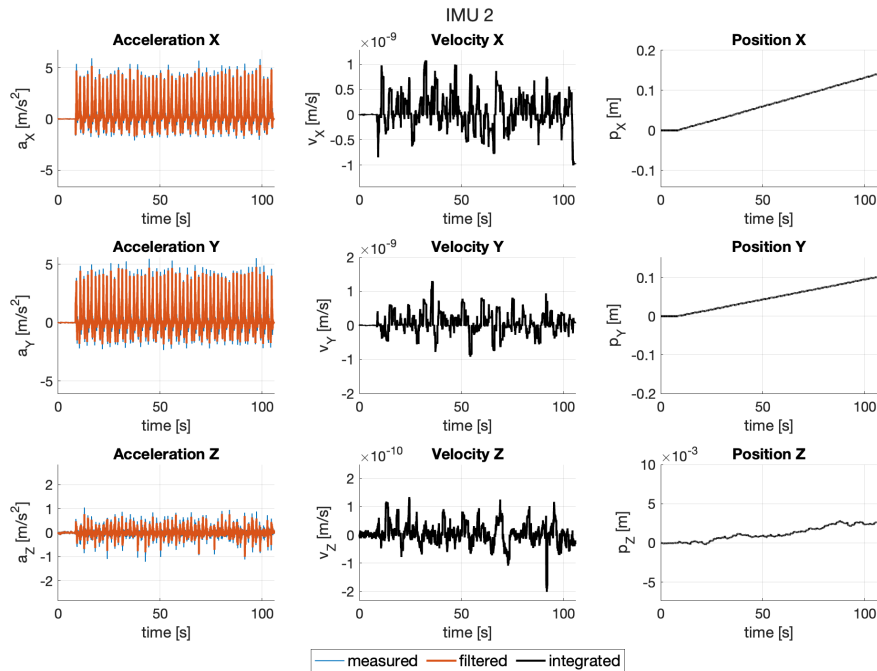 IMU 2
Acceleration X
a_X [m/s²]
5
0
-5
0 50 100
time [s]
Velocity X
×10⁻⁹
v_X [m/s]
1
0.5
0
-0.5
-1
0 50 100
time [s]
Position X
p_X [m]
0.2
0.1
0
-0.1
0 50 100
time [s]
Acceleration Y
a_Y [m/s²]
5
0
-5
0 50 100
time [s]
Velocity Y
×10⁻⁹
v_Y [m/s]
2
1
0
-1
-2
0 50 100
time [s]
Position Y
p_Y [m]
0.1
0
-0.1
-0.2
0 50 100
time [s]
Acceleration Z
a_Z [m/s²]
2
1
0
-1
-2
0 50 100
time [s]
Velocity Z
×10⁻¹⁰
v_Z [m/s]
2
1
0
-1
-2
0 50 100
time [s]
Position Z
×10⁻³
p_Z [m]
10
5
0
-5
0 50 100
time [s]
measured filtered integrated